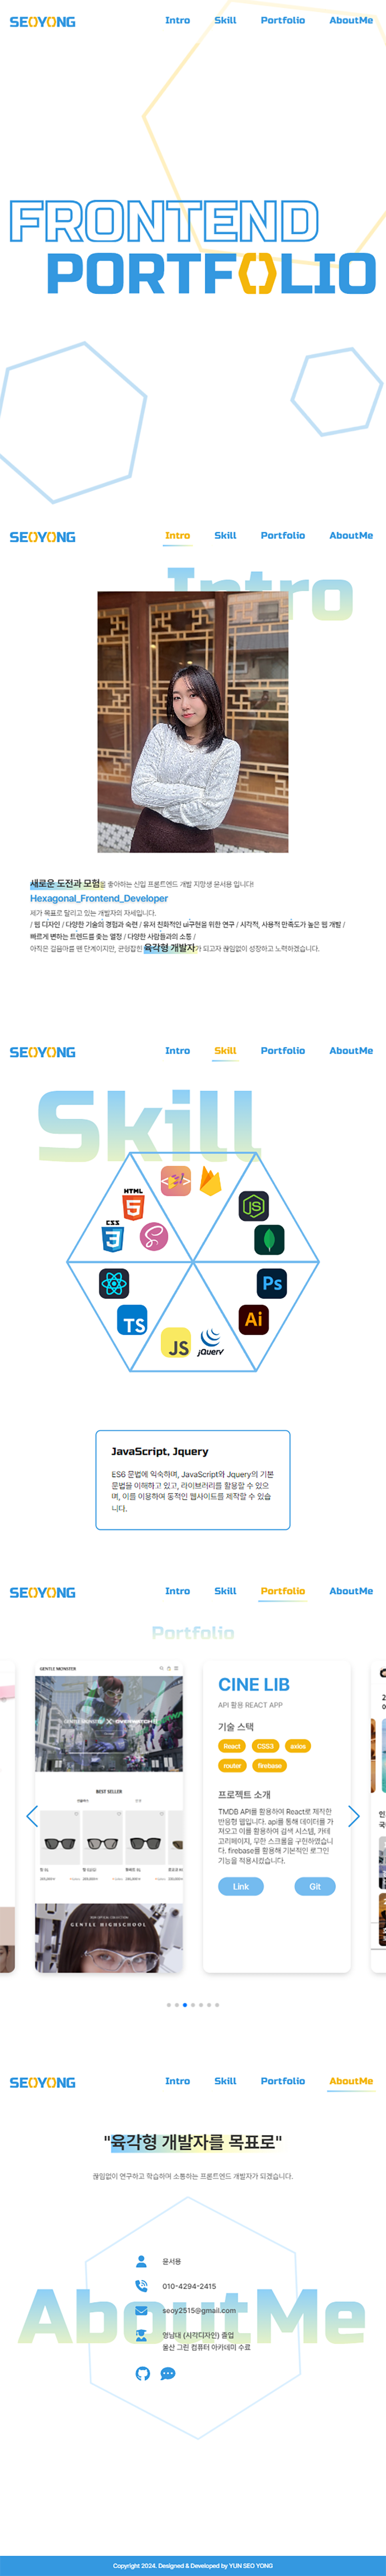 SEOYONG
Intro Skill Portfolio AboutMe
FRONTEND
PORTFOLIO
SEOYONG
Intro Skill Portfolio AboutMe
Intro
새로운 도전과 모험을 좋아하는 신입 프론트엔드 개발 지망생 윤서용 입니다!
Hexagonal_Frontend_Developer
제가 목표로 달리고 있는 개발자의 자세입니다.
/ 웹 디자인 / 다양한 기술의 경험과 숙련 / 유저 친화적인 ui구현을 위한 연구 / 시각적, 사용적 만족도가 높은 웹 개발 /
빠르게 변하는 트렌드를 쫓는 열정 / 다양한 사람들과의 소통 /
아직은 걸음마를 뗀 단계이지만, 균형잡힌 육각형 개발자가 되고자 끊임없이 성장하고 노력하겠습니다.
SEOYONG
Intro Skill Portfolio AboutMe
Skill
HTML
5
CSS
3
JS
Ps
TS
Ai
JS
jQuery
JavaScript, Jquery
ES6 문법에 익숙하며, JavaScript와 Jquery의 기본
문법을 이해하고 있고, 라이브러리를 활용할 수 있으
며, 이를 이용하여 동적인 웹사이트를 제작할 수 있습
니다.
SEOYONG
Intro Skill Portfolio AboutMe
Portfolio
GENTLE MONSTER
BEST SELLER
GENTLE HIGHSCHOOL
CINE LIB
API 활용 REACT APP
기술 스택
React CSS3 axios
router firebase
프로젝트 소개
TMDB API를 활용하여 React로 제작한
반응형 웹입니다. api를 통해 데이터를 가
져오고 이를 활용하여 검색 시스템, 카테
고리페이지, 무한 스크롤을 구현하였습니
다. firebase를 활용해 기본적인 로그인
기능을 적용시켰습니다.
Link Git
SEOYONG
Intro Skill Portfolio AboutMe
"육각형 개발자를 목표로"
끊임없이 연구하고 학습하며 소통하는 프론트엔드 개발자가 되겠습니다.
AboutMe
윤서용
010-4294-2415
seoy2515@gmail.com
영남대 (시각디자인) 졸업
울산 그린 컴퓨터 아카데미 수료
Copyright 2024. Designed & Developed by YUN SEO YONG